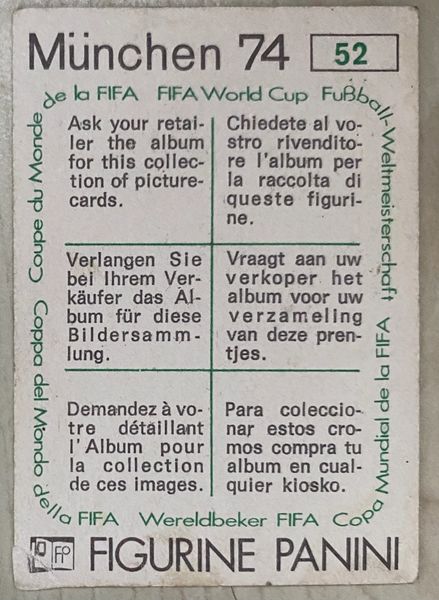 München 74 52
de la FIFA FIFA World Cup Fußball-Weltmeisterschaft
Ask your retai-
ler the album
for this collec-
tion of picture-
cards.
Chiedete al vo-
stro rivendito-
re l'album per
la raccolta di
queste figuri-
ne.
Verlangen Sie
bei Ihrem Ver-
käufer das Al-
bum für diese
Bildersamm-
lung.
Vraagt aan uw
verkoper het
album voor uw
verzameling
van deze pren-
tjes.
Demandez à vo-
tre détaillant
l'Album pour
la collection
de ces images.
Para coleccio-
nar estos cro-
mos compra tu
album en cual-
quier kiosko.
Coupe du Monde
Coppa del Mondo
Mundial de la FIFA
della FIFA Wereldbeker FIFA Copa
FP FIGURINE PANINI